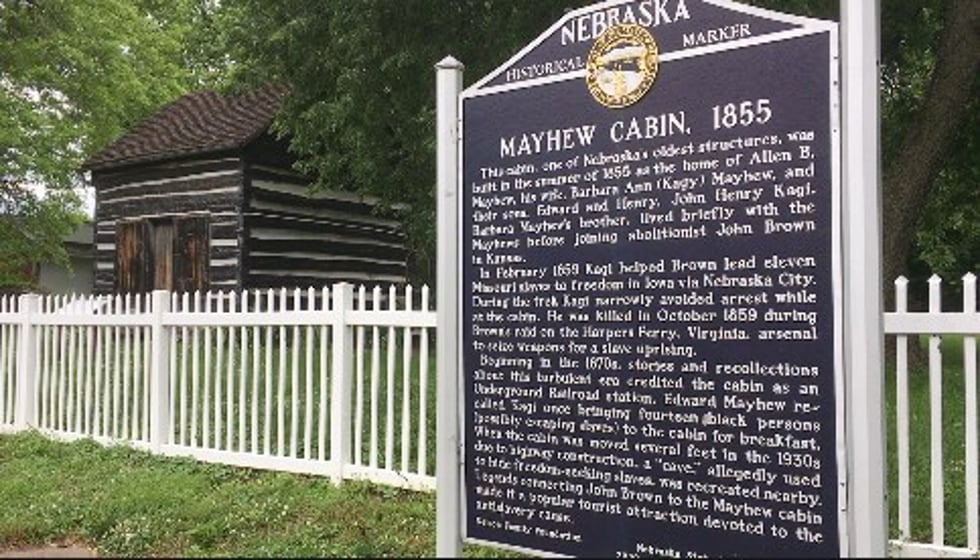 NEBRASKA
HISTORICAL MARKER
MAYHEW CABIN, 1855
This cabin, one of Nebraska's oldest structures, was
built in the summer of 1855 as the home of Allen B.
Mayhew, his wife, Barbara Ann (Kagy) Mayhew, and
their sons, Edward and Henry. John Henry Kagi,
Barbara Mayhew's brother, lived briefly with the
Mayhews before joining abolitionist John Brown
in Kansas.
In February 1859 Kagi helped Brown lead eleven
Missouri slaves to freedom in Iowa via Nebraska City.
During the trek Kagi narrowly avoided arrest while
at the cabin. He was killed in October 1859 during
Brown's raid on the Harpers Ferry, Virginia, arsenal
to seize weapons for a slave uprising.
Beginning in the 1870s, stories and recollections
about this turbulent era credited the cabin as an
Underground Railroad station. Edward Mayhew re-
called Kagi once bringing fourteen black persons
(possibly escaping slaves) to the cabin for breakfast.
When the cabin was moved several feet in the 1930s
due to highway construction, a "cave," allegedly used
to hide freedom-seeking slaves, was recreated nearby.
Legends connecting John Brown to the Mayhew cabin
made it a popular tourist attraction devoted to the
antislavery cause.
Family Foundation
Nebraska State